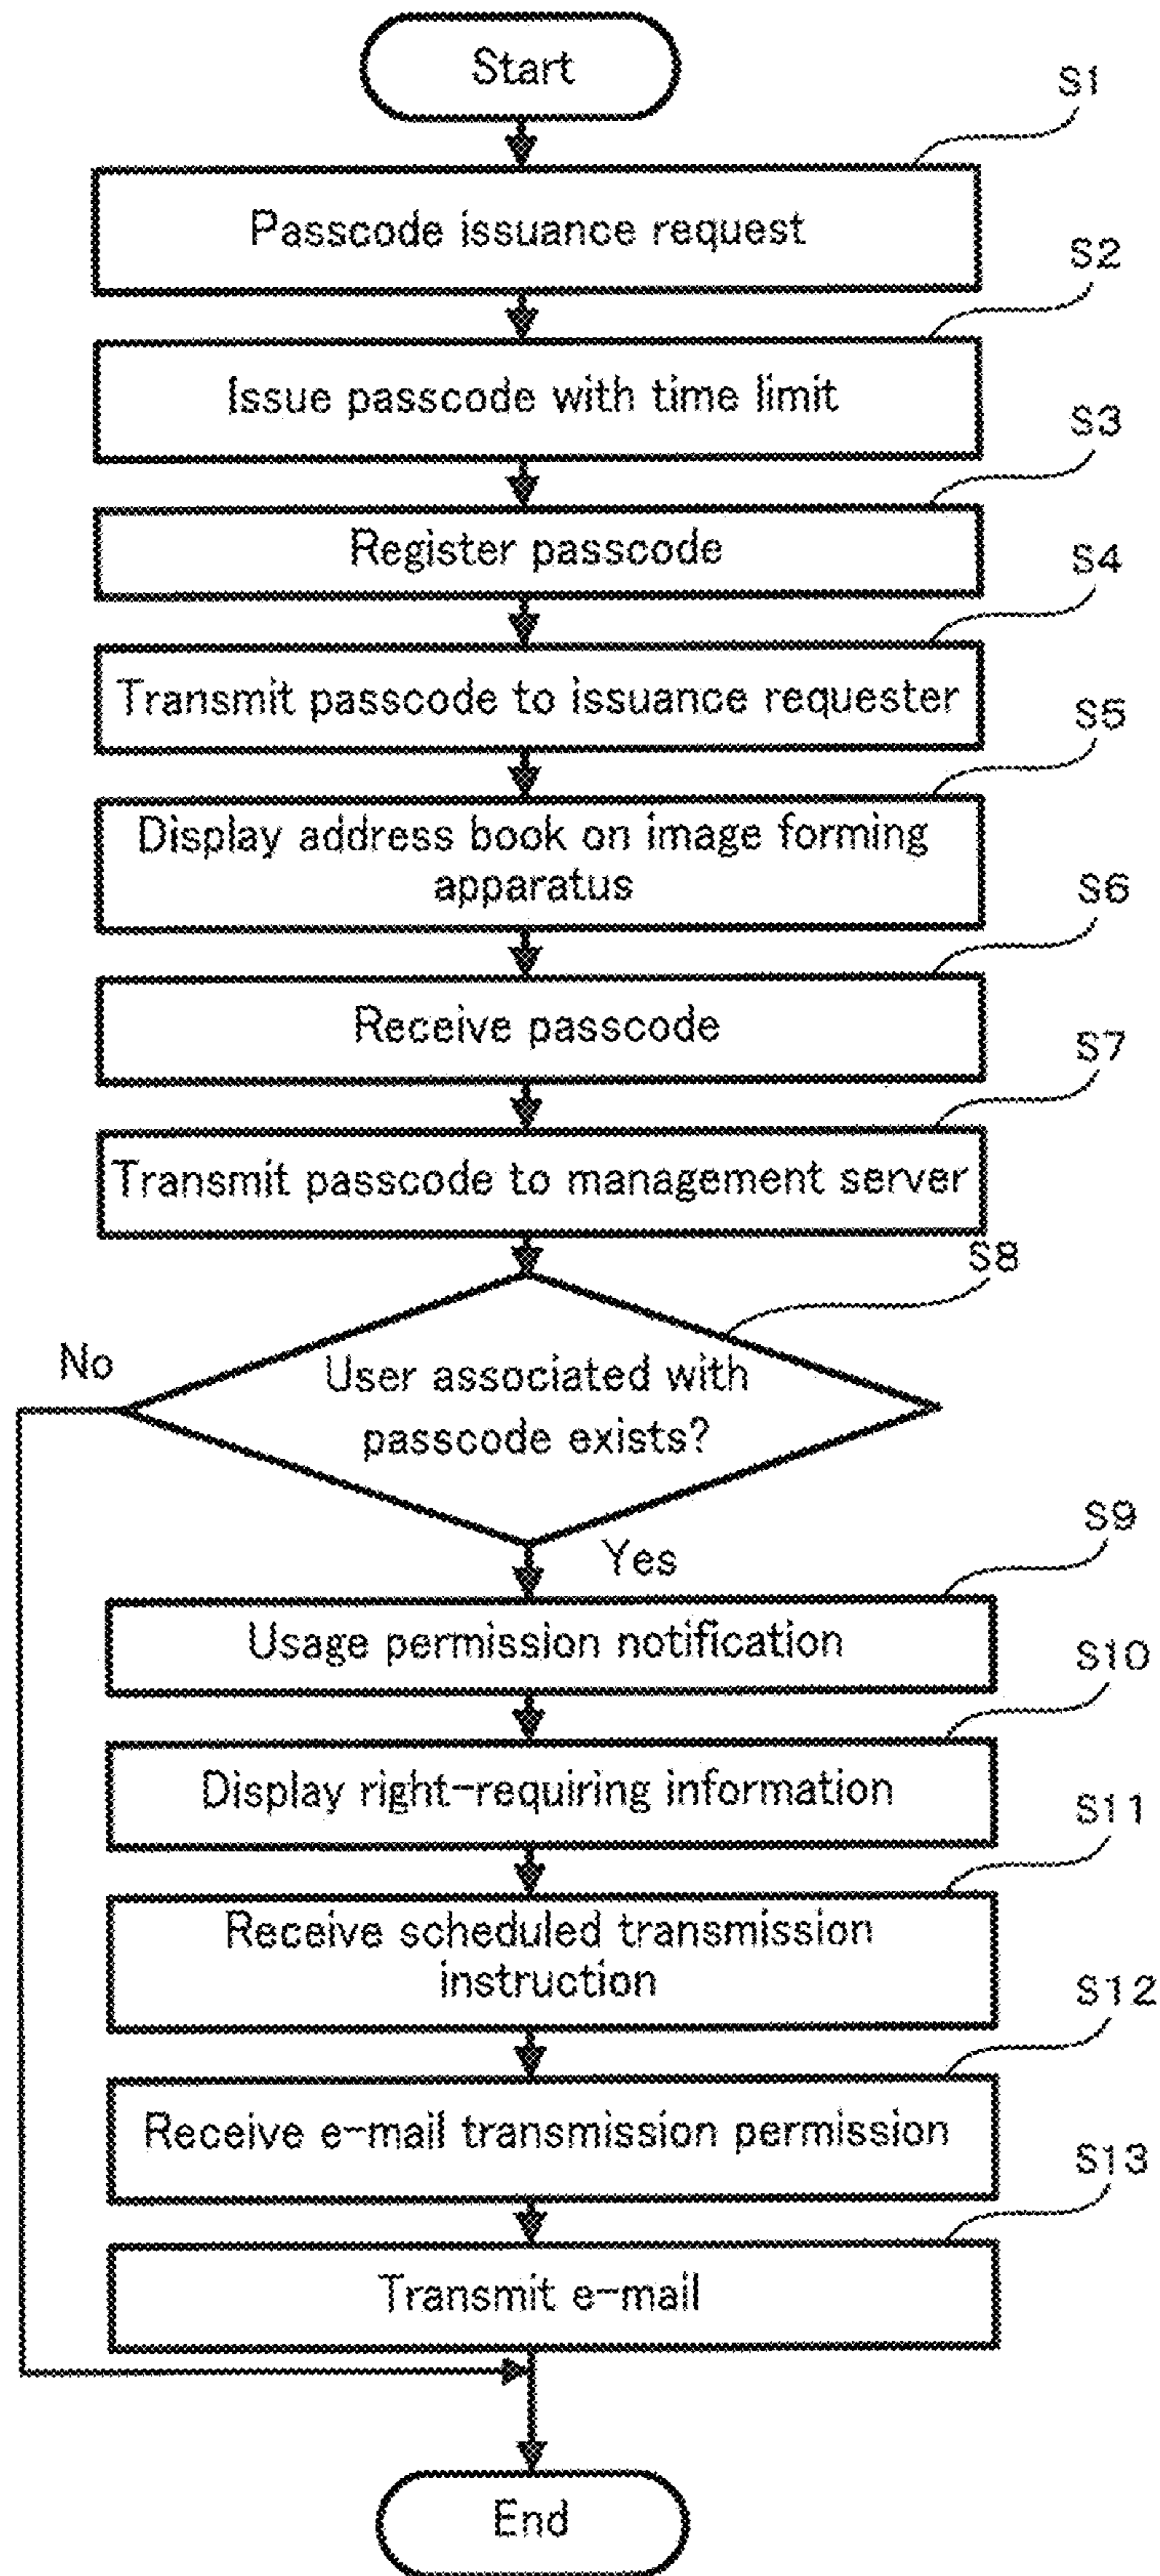 Start
S1
Passcode issuance request
S2
Issue passcode with time limit
S3
Register passcode
S4
Transmit passcode to issuance requester
S5
Display address book on image forming
apparatus
S6
Receive passcode
S7
Transmit passcode to management server
S8
No
User associated with
passcode exists?
Yes
S9
Usage permission notification
S10
Display right-requiring information
S11
Receive scheduled transmission
instruction
S12
Receive e-mail transmission permission
S13
Transmit e-mail
End